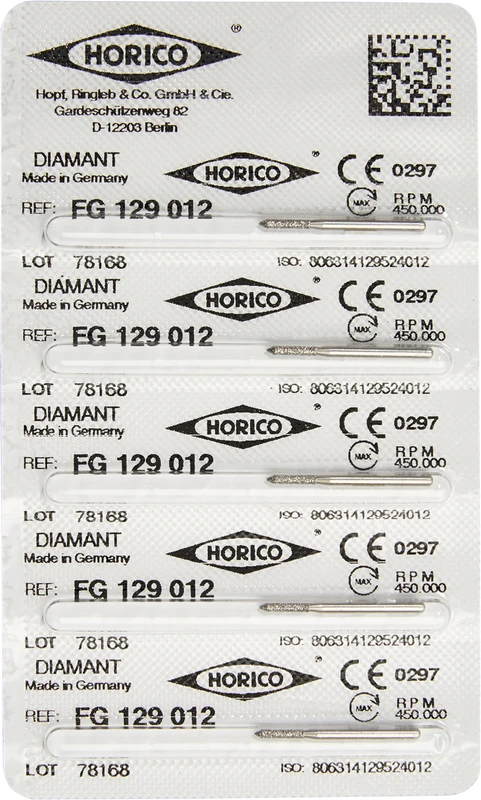 HORICO ®
Hopf, Ringleb & Co. GmbH & Cie.
Gardeschützenweg 82
D-12203 Berlin
DIAMANT HORICO ® CE 0297
Made in Germany
REF: FG 129 012 MAX RPM 450.000
LOT 78168 ISO: 806314129524012
DIAMANT HORICO ® CE 0297
Made in Germany
REF: FG 129 012 MAX RPM 450.000
LOT 78168 ISO: 806314129524012
DIAMANT HORICO ® CE 0297
Made in Germany
REF: FG 129 012 MAX RPM 450.000
LOT 78168 ISO: 806314129524012
DIAMANT HORICO ® CE 0297
Made in Germany
REF: FG 129 012 MAX RPM 450.000
LOT 78168 ISO: 806314129524012
DIAMANT HORICO ® CE 0297
Made in Germany
REF: FG 129 012 MAX RPM 450.000
LOT 78168 ISO: 806314129524012